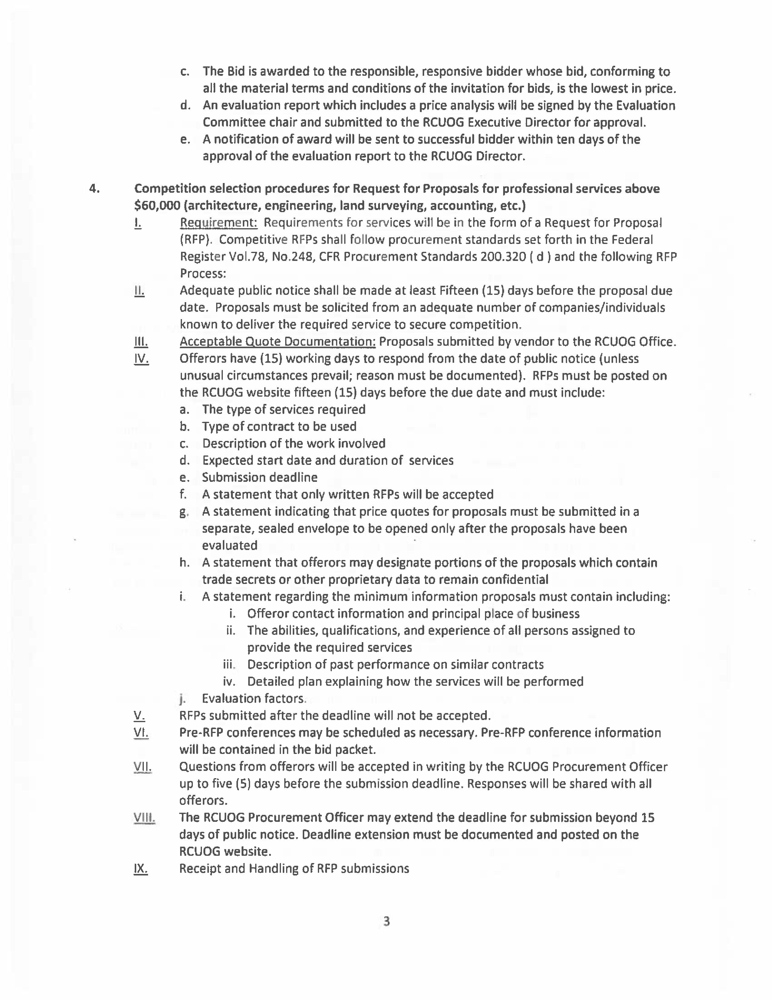 c. The Bid is awarded to the responsible, responsive bidder whose bid, conforming to
all the material terms and conditions of the invitation for bids, is the lowest in price.
d. An evaluation report which includes a price analysis will be signed by the Evaluation
Committee chair and submitted to the RCUOG Executive Director for approval.
e. A notification of award will be sent to successful bidder within ten days of the
approval of the evaluation report to the RCUOG Director.
4. Competition selection procedures for Request for Proposals for professional services above
$60,000 (architecture, engineering, land surveying, accounting, etc.)
I. Requirement: Requirements for services will be in the form of a Request for Proposal
(RFP). Competitive RFPs shall follow procurement standards set forth in the Federal
Register Vol.78, No.248, CFR Procurement Standards 200.320 ( d ) and the following RFP
Process:
II. Adequate public notice shall be made at least Fifteen (15) days before the proposal due
date. Proposals must be solicited from an adequate number of companies/individuals
known to deliver the required service to secure competition.
III. Acceptable Quote Documentation: Proposals submitted by vendor to the RCUOG Office.
IV. Offerors have (15) working days to respond from the date of public notice (unless
unusual circumstances prevail; reason must be documented). RFPs must be posted on
the RCUOG website fifteen (15) days before the due date and must include:
a. The type of services required
b. Type of contract to be used
c. Description of the work involved
d. Expected start date and duration of services
e. Submission deadline
f. A statement that only written RFPs will be accepted
g. A statement indicating that price quotes for proposals must be submitted in a
separate, sealed envelope to be opened only after the proposals have been
evaluated
h. A statement that offerors may designate portions of the proposals which contain
trade secrets or other proprietary data to remain confidential
i. A statement regarding the minimum information proposals must contain including:
i. Offeror contact information and principal place of business
ii. The abilities, qualifications, and experience of all persons assigned to
provide the required services
iii. Description of past performance on similar contracts
iv. Detailed plan explaining how the services will be performed
j. Evaluation factors.
V. RFPs submitted after the deadline will not be accepted.
VI. Pre-RFP conferences may be scheduled as necessary. Pre-RFP conference information
will be contained in the bid packet.
VII. Questions from offerors will be accepted in writing by the RCUOG Procurement Officer
up to five (5) days before the submission deadline. Responses will be shared with all
offerors.
VIII. The RCUOG Procurement Officer may extend the deadline for submission beyond 15
days of public notice. Deadline extension must be documented and posted on the
RCUOG website.
IX. Receipt and Handling of RFP submissions
3